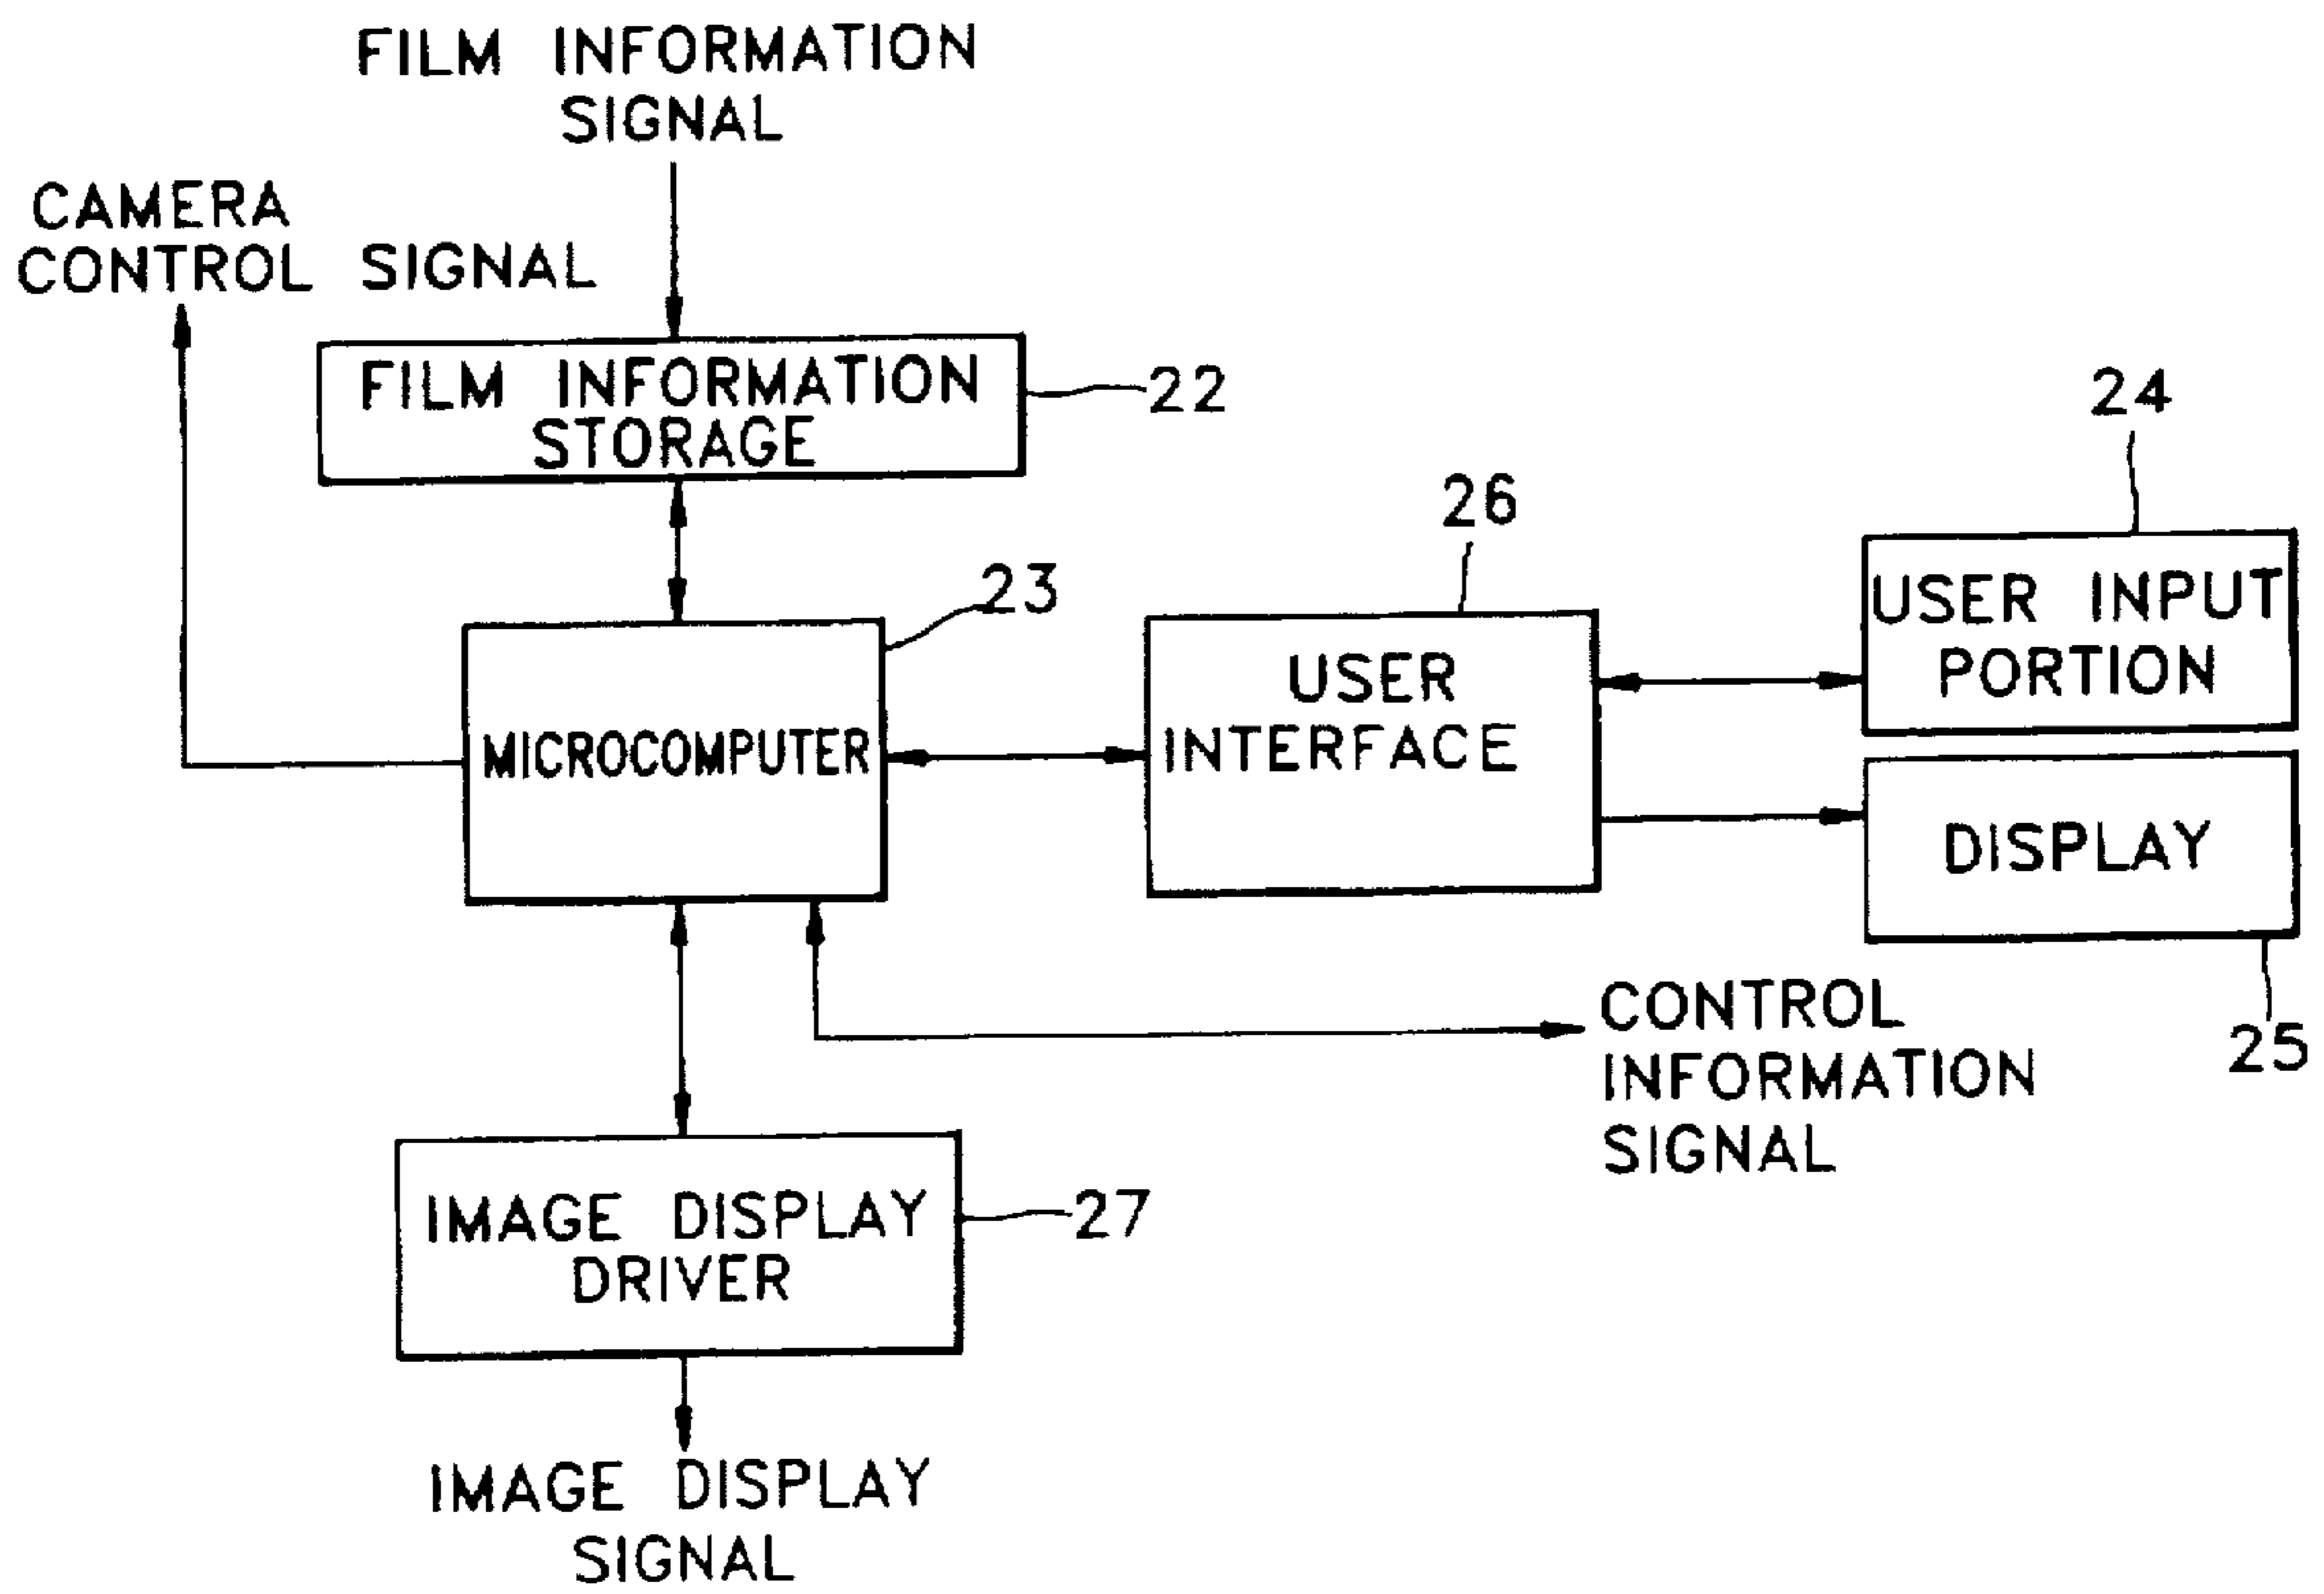 FILM INFORMATION
SIGNAL
CAMERA
CONTROL SIGNAL
FILM INFORMATION
STORAGE
22
24
26
USER INPUT
PORTION
23
USER
INTERFACE
MICROCOMPUTER
DISPLAY
25
CONTROL
INFORMATION
SIGNAL
IMAGE DISPLAY
DRIVER
27
IMAGE DISPLAY
SIGNAL